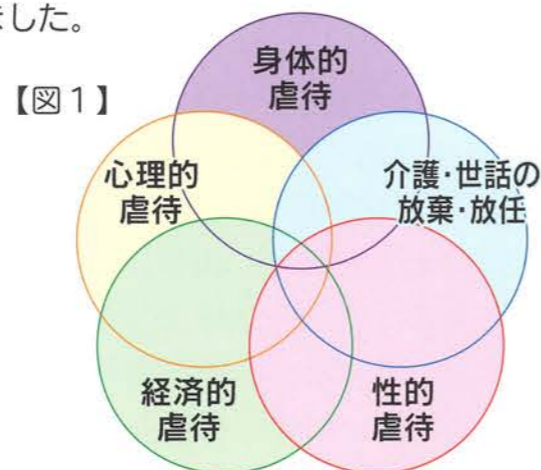 ました。
【図1】
身体的
虐待
心理的
虐待
介護・世話の
放棄・放任
経済的
虐待
性的
虐待